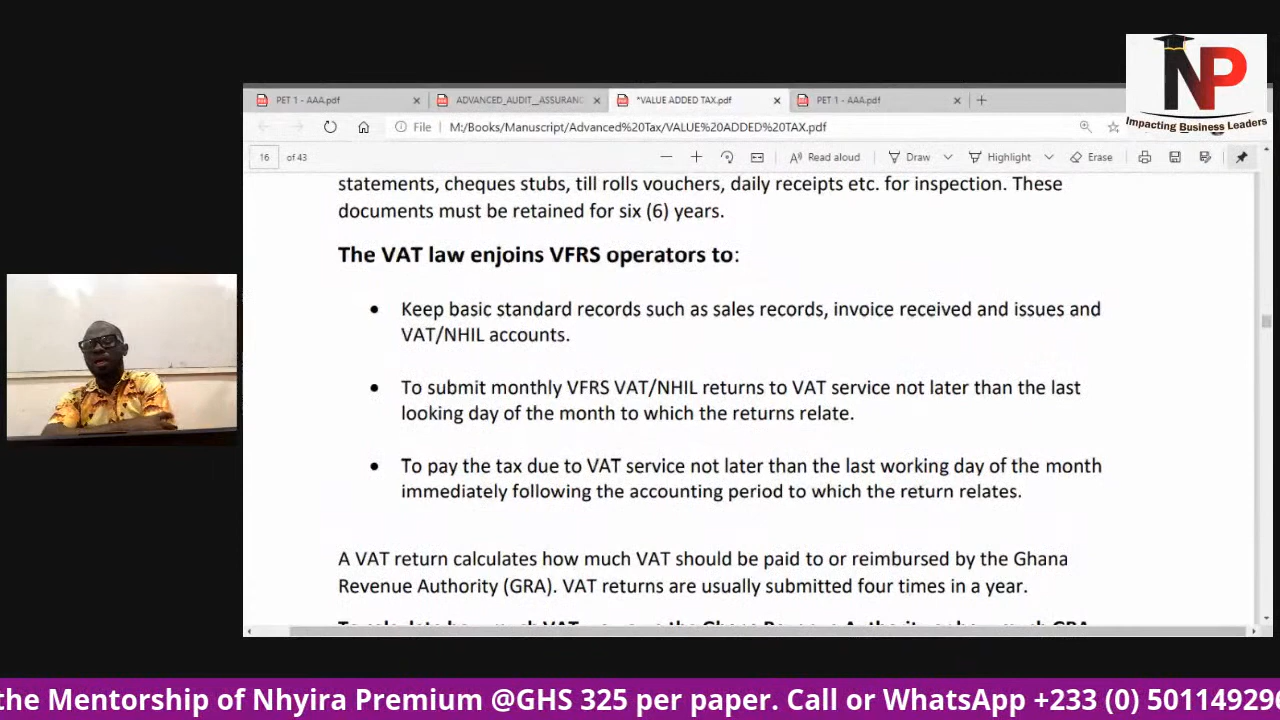 NP
Impacting Business Leaders
PET 1 - AAA.pdf
ADVANCED_AUDIT__ASSURANC
*VALUE ADDED TAX.pdf
PET 1 - AAA.pdf
File
M:/Books/Manuscript/Advanced%20Tax/VALUE%20ADDED%20TAX.pdf
16 of 43
Read aloud
Draw
Highlight
Erase
statements, cheques stubs, till rolls vouchers, daily receipts etc. for inspection. These
documents must be retained for six (6) years.
The VAT law enjoins VFRS operators to:
• Keep basic standard records such as sales records, invoice received and issues and
VAT/NHIL accounts.
• To submit monthly VFRS VAT/NHIL returns to VAT service not later than the last
looking day of the month to which the returns relate.
• To pay the tax due to VAT service not later than the last working day of the month
immediately following the accounting period to which the return relates.
A VAT return calculates how much VAT should be paid to or reimbursed by the Ghana
Revenue Authority (GRA). VAT returns are usually submitted four times in a year.
the Mentorship of Nhyira Premium @GHS 325 per paper. Call or WhatsApp +233 (0) 50114929